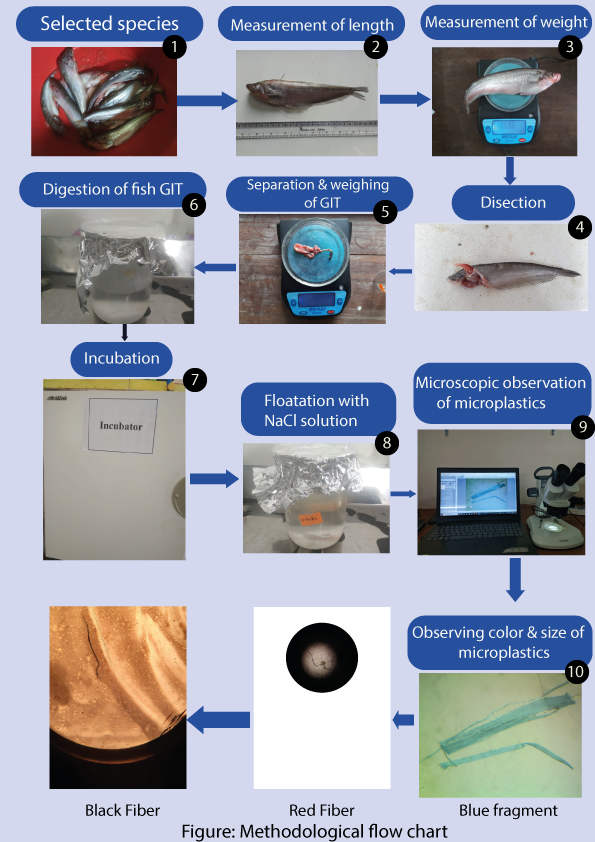 Selected species
1
Measurement of length
2
Measurement of weight
3
Disection
4
Separation & weighing
of GIT
5
Digestion of fish GIT
6
Incubation
7
Incubator
Floatation with
NaCl solution
8
Microscopic observation
of microplastics
9
Observing color & size of
microplastics
10
Black Fiber
Red Fiber
Blue fragment
Figure: Methodological flow chart